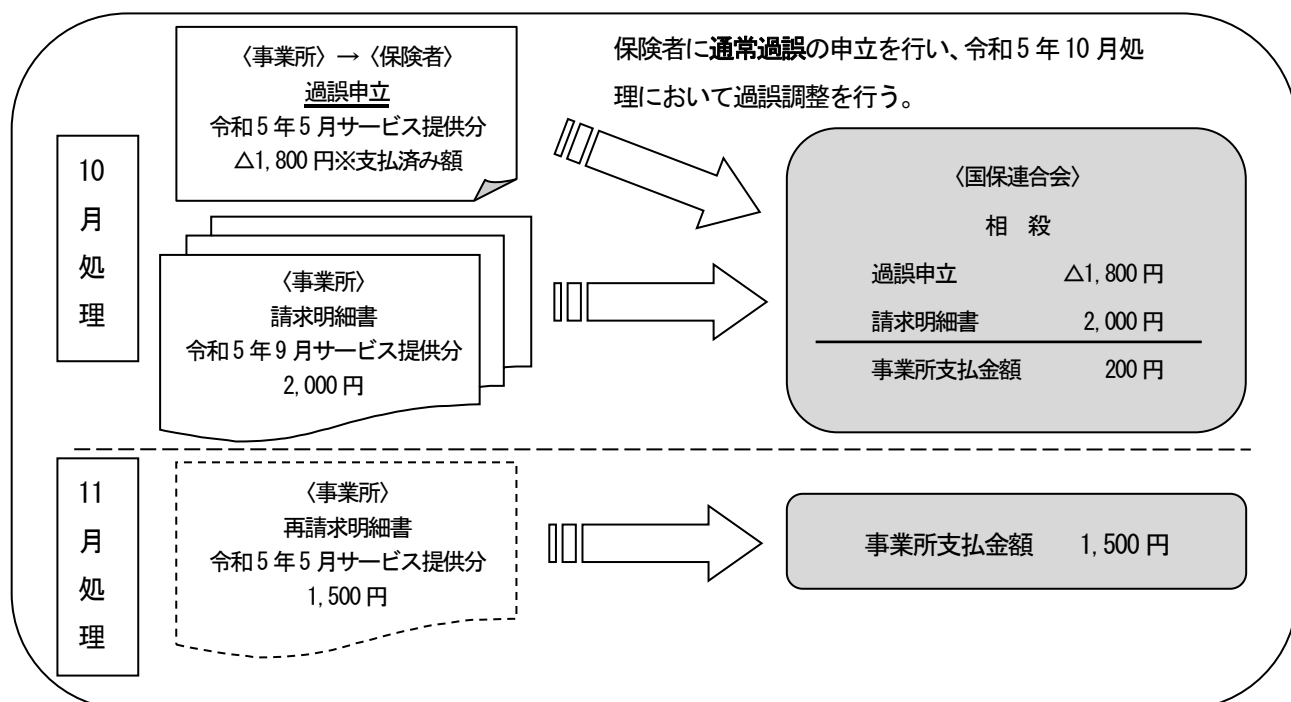 〈事業所〉→〈保険者〉
過誤申立
令和5年5月サービス提供分
△1,800円※支払済み額
保険者に通常過誤の申立を行い、令和5年10月処
理において過誤調整を行う。
10
月
処
理
〈事業所〉
請求明細書
令和5年9月サービス提供分
2,000円
〈国保連合会〉
相 殺
過誤申立 △1,800円
請求明細書 2,000円
事業所支払金額 200円
11
月
処
理
〈事業所〉
再請求明細書
令和5年5月サービス提供分
1,500円
事業所支払金額 1,500円